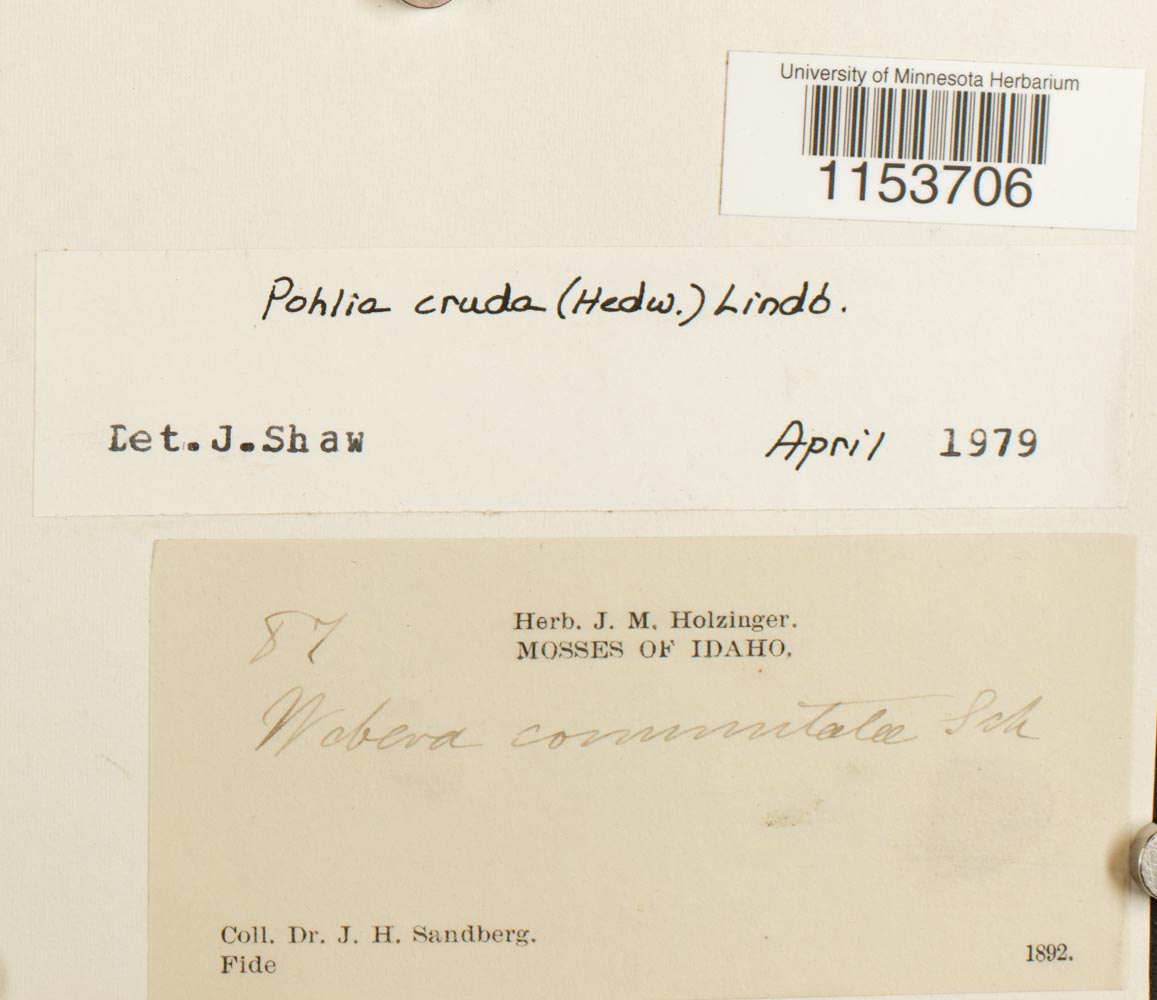 University of Minnesota Herbarium
1153706
Pohlia cruda (Hedw.) Lindb.
Det. J. Shaw April 1979
87
Herb. J. M. Holzinger.
MOSSES OF IDAHO.
Webera commutata Sch
Coll. Dr. J. H. Sandberg.
Fide 1892.